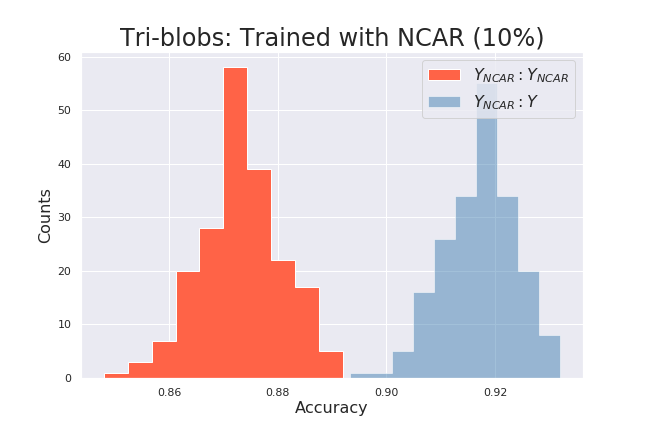 Tri-blobs: Trained with NCAR (10%)
60
50
40
30
20
10
0
Counts
Y_NCAR : Y_NCAR
Y_NCAR : Y
0.86
0.88
0.90
0.92
Accuracy